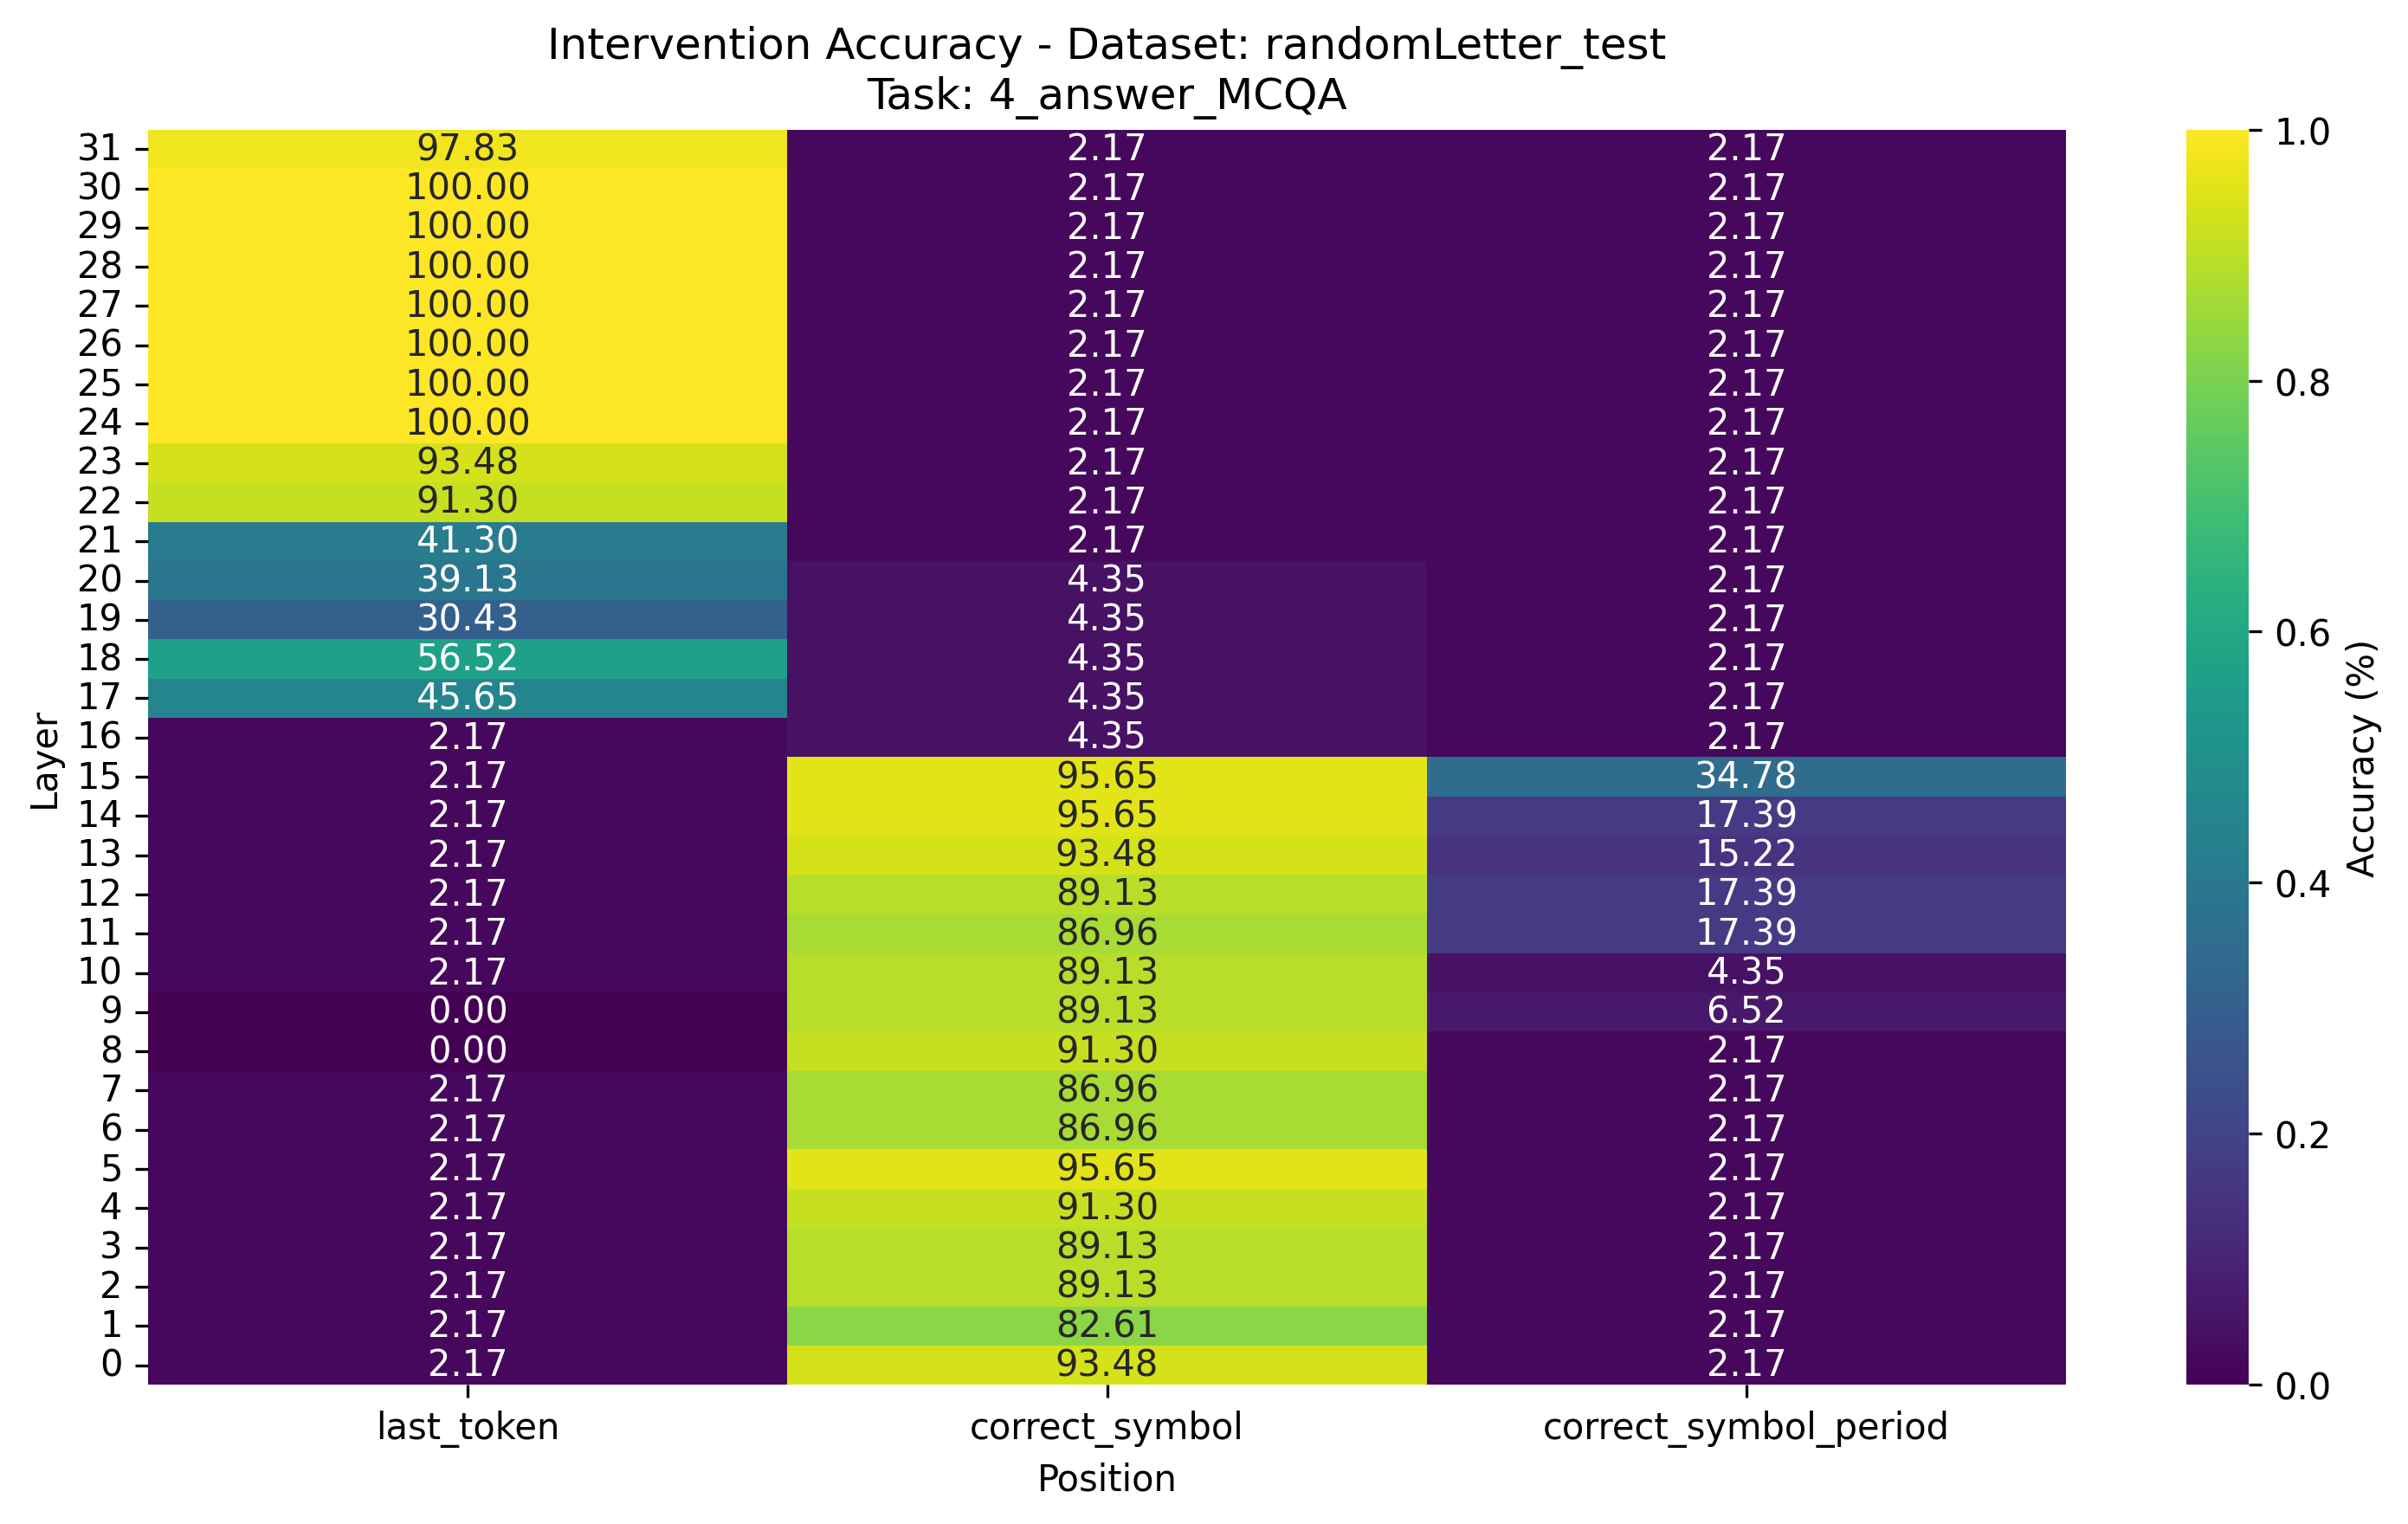 Intervention Accuracy - Dataset: randomLetter_test
Task: 4_answer_MCQA
31 97.83 2.17 2.17
30 100.00 2.17 2.17
29 100.00 2.17 2.17
28 100.00 2.17 2.17
27 100.00 2.17 2.17
26 100.00 2.17 2.17
25 100.00 2.17 2.17
24 100.00 2.17 2.17
23 93.48 2.17 2.17
22 91.30 2.17 2.17
21 41.30 2.17 2.17
20 39.13 4.35 2.17
19 30.43 4.35 2.17
18 56.52 4.35 2.17
17 45.65 4.35 2.17
16 2.17 4.35 2.17
15 2.17 95.65 34.78
14 2.17 95.65 17.39
13 2.17 93.48 15.22
12 2.17 89.13 17.39
11 2.17 86.96 17.39
10 2.17 89.13 4.35
9 0.00 89.13 6.52
8 0.00 91.30 2.17
7 2.17 86.96 2.17
6 2.17 86.96 2.17
5 2.17 95.65 2.17
4 2.17 91.30 2.17
3 2.17 89.13 2.17
2 2.17 89.13 2.17
1 2.17 82.61 2.17
0 2.17 93.48 2.17
Layer
last_token correct_symbol correct_symbol_period
Position
1.0
0.8
0.6
0.4
0.2
0.0
Accuracy (%)